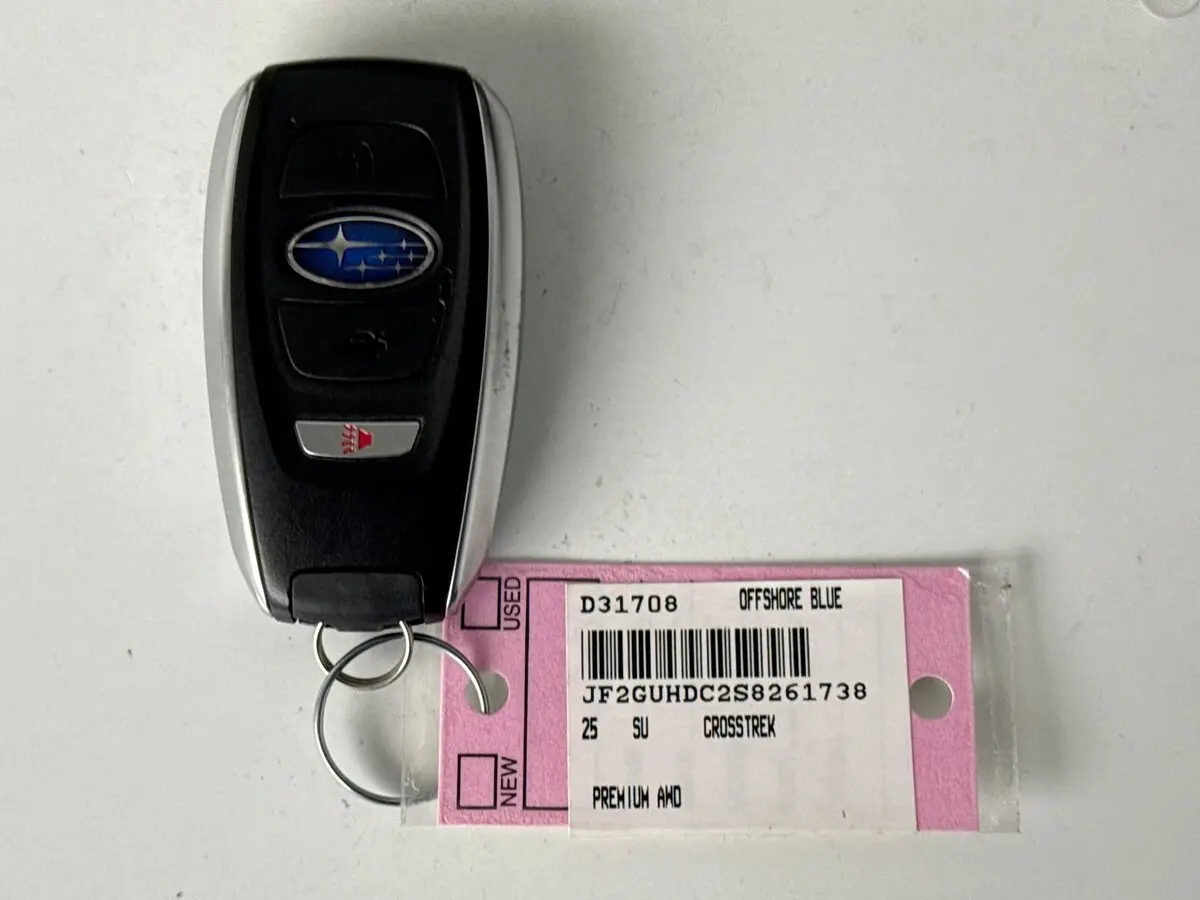 USED
NEW
D31708 OFFSHORE BLUE
JF2GUHDC2S8261738
25 SU CROSSTREK
PREMIUM AWD